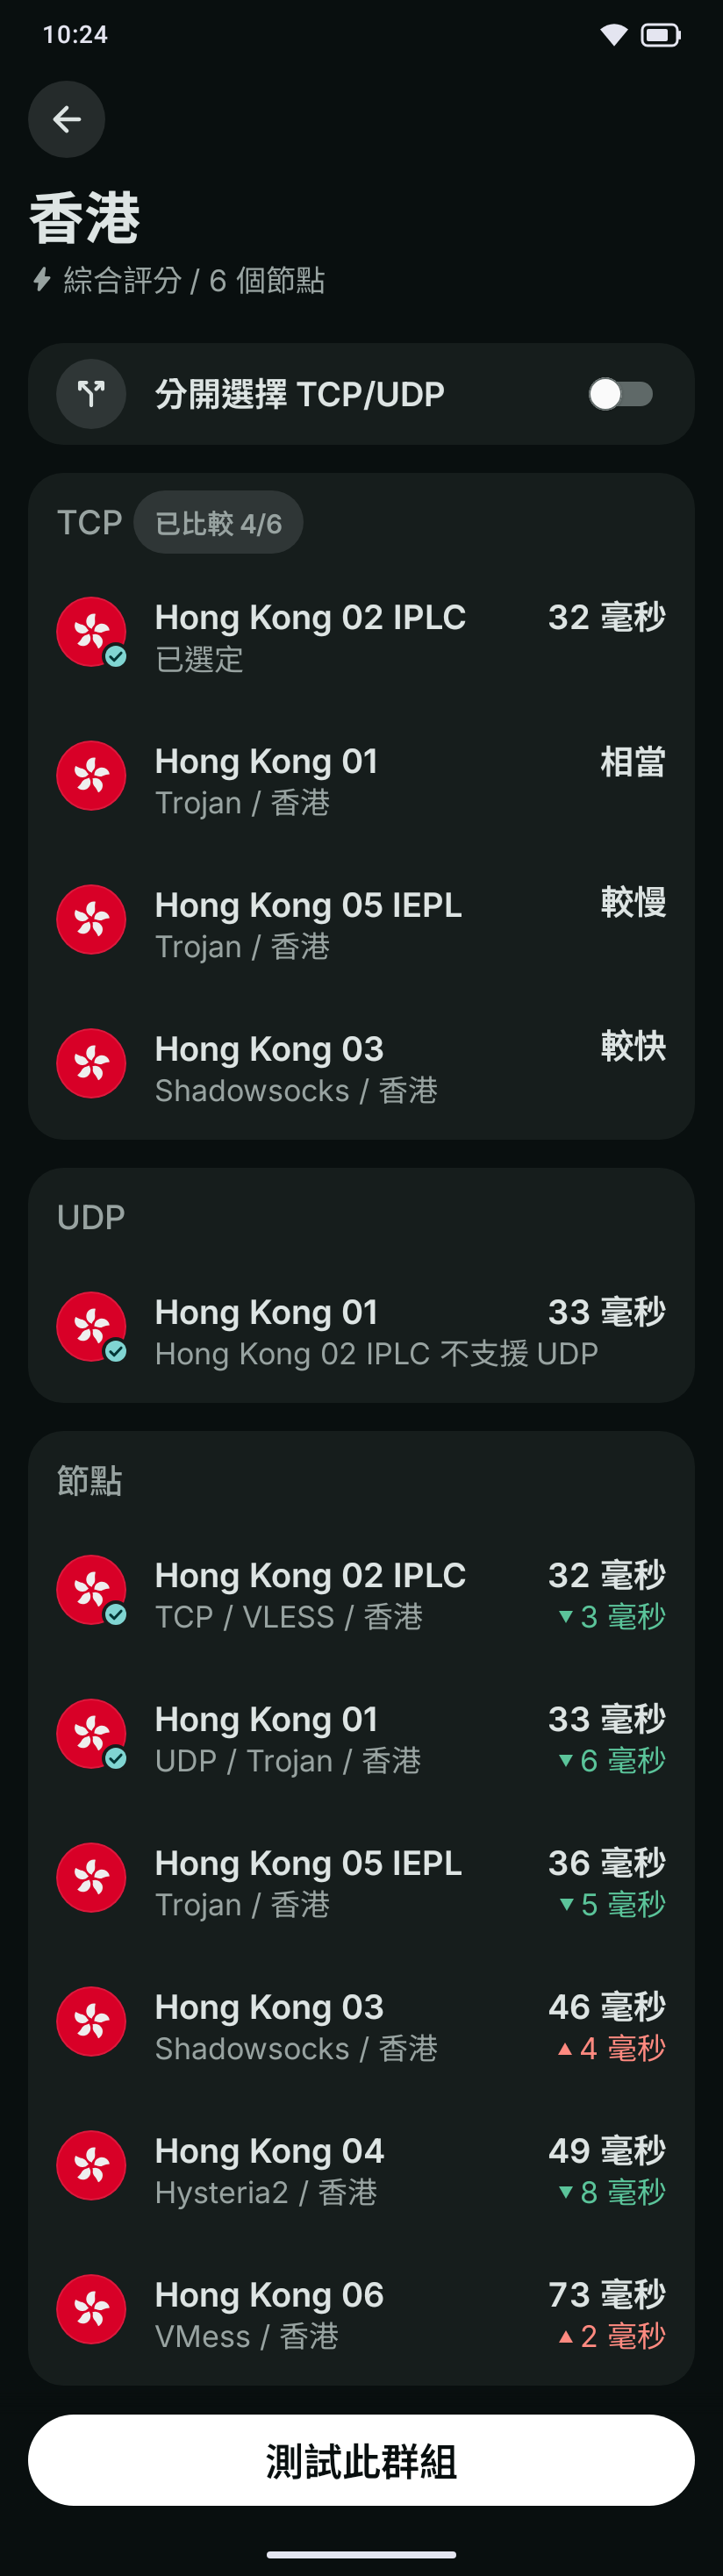 10:24
香港
綜合評分 / 6 個節點
分開選擇 TCP/UDP
TCP 已比較 4/6
Hong Kong 02 IPLC 32 毫秒
已選定
Hong Kong 01 相當
Trojan / 香港
Hong Kong 05 IEPL 較慢
Trojan / 香港
Hong Kong 03 較快
Shadowsocks / 香港
UDP
Hong Kong 01 33 毫秒
Hong Kong 02 IPLC 不支援 UDP
節點
Hong Kong 02 IPLC 32 毫秒
TCP / VLESS / 香港 ▼3 毫秒
Hong Kong 01 33 毫秒
UDP / Trojan / 香港 ▼6 毫秒
Hong Kong 05 IEPL 36 毫秒
Trojan / 香港 ▼5 毫秒
Hong Kong 03 46 毫秒
Shadowsocks / 香港 ▲4 毫秒
Hong Kong 04 49 毫秒
Hysteria2 / 香港 ▼8 毫秒
Hong Kong 06 73 毫秒
VMess / 香港 ▲2 毫秒
測試此群組